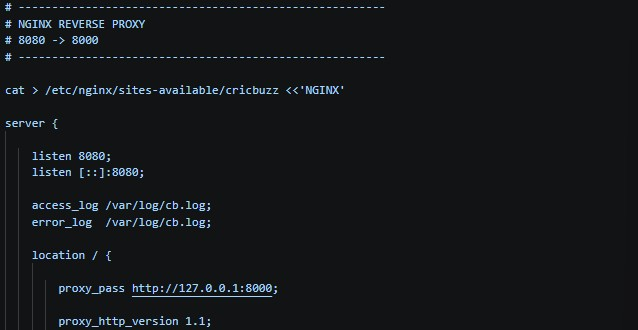 # --------------------------------------------------------
# NGINX REVERSE PROXY
# 8080 -> 8000
# --------------------------------------------------------
cat > /etc/nginx/sites-available/cricbuzz <<'NGINX'
server {
listen 8080;
listen [::]:8080;
access_log /var/log/cb.log;
error_log  /var/log/cb.log;
location / {
proxy_pass http://127.0.0.1:8000;
proxy_http_version 1.1;